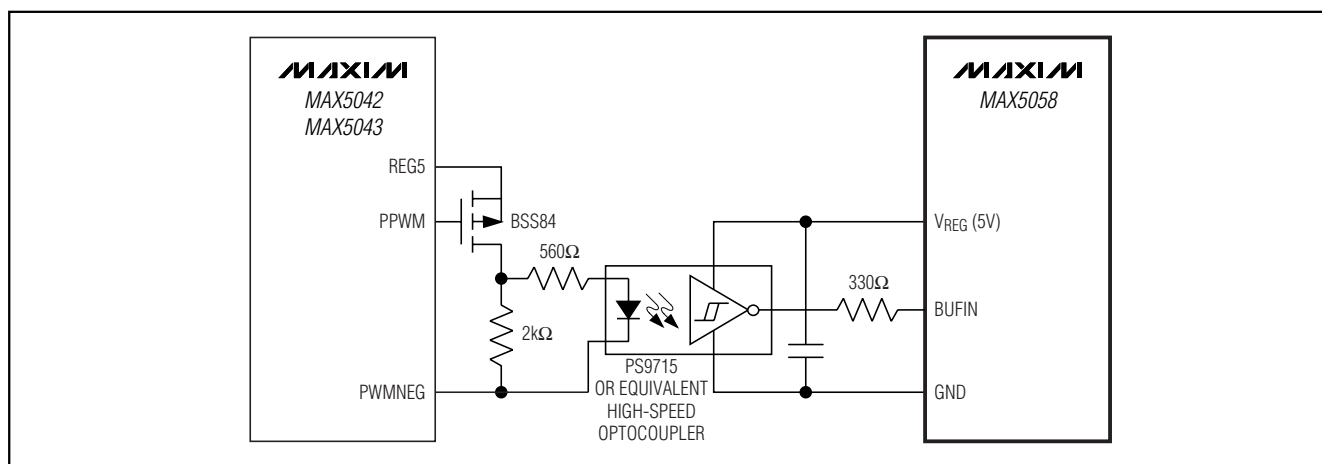 MAXIM
MAX5042
MAX5043
REG5
PPWM
PWMNEG
BSS84
560Ω
2kΩ
PS9715
OR EQUIVALENT
HIGH-SPEED
OPTOCOUPLER
330Ω
MAXIM
MAX5058
VREG (5V)
BUFIN
GND